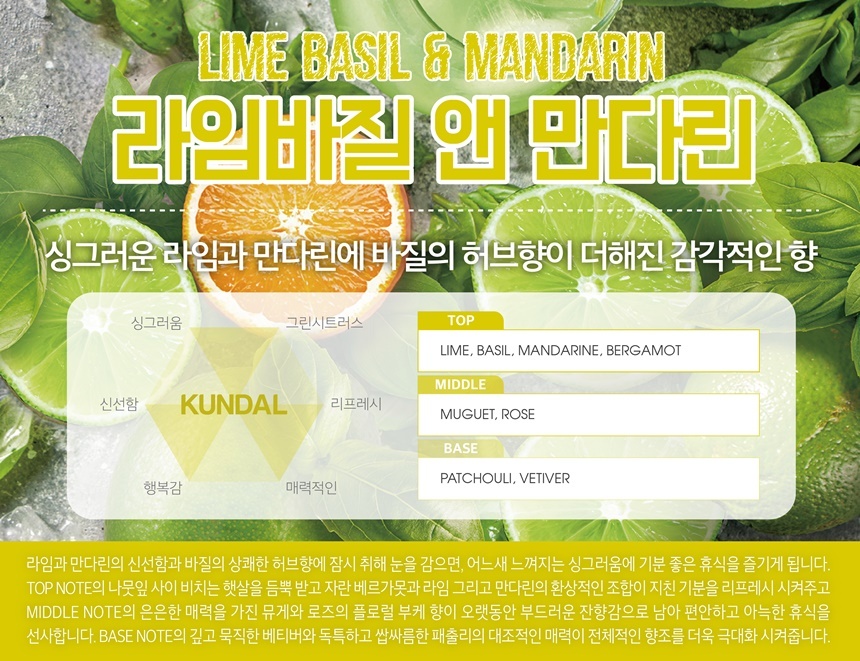 LIME BASIL & MANDARIN
라임바질 앤 만다린
싱그러운 라임과 만다린에 바질의 허브향이 더해진 감각적인 향
싱그러움
그린시트러스
신선함
KUNDAL
리프레시
행복감
매력적인
TOP
LIME, BASIL, MANDARINE, BERGAMOT
MIDDLE
MUGUET, ROSE
BASE
PATCHOULI, VETIVER
라임과 만다린의 신선함과 바질의 상쾌한 허브향에 잠시 취해 눈을 감으면, 어느새 느껴지는 싱그러움에 기분 좋은 휴식을 즐기게 됩니다.
TOP NOTE의 나뭇잎 사이 비치는 햇살을 듬뿍 받고 자란 베르가못과 라임 그리고 만다린의 환상적인 조합이 지친 기분을 리프레시 시켜주고
MIDDLE NOTE의 은은한 매력을 가진 뮤게와 로즈의 플로럴 부케 향이 오랫동안 부드러운 잔향감으로 남아 편안하고 아늑한 휴식을
선사합니다. BASE NOTE의 깊고 묵직한 베티버와 독특하고 쌉싸름한 패출리의 대조적인 매력이 전체적인 향조를 더욱 극대화 시켜줍니다.